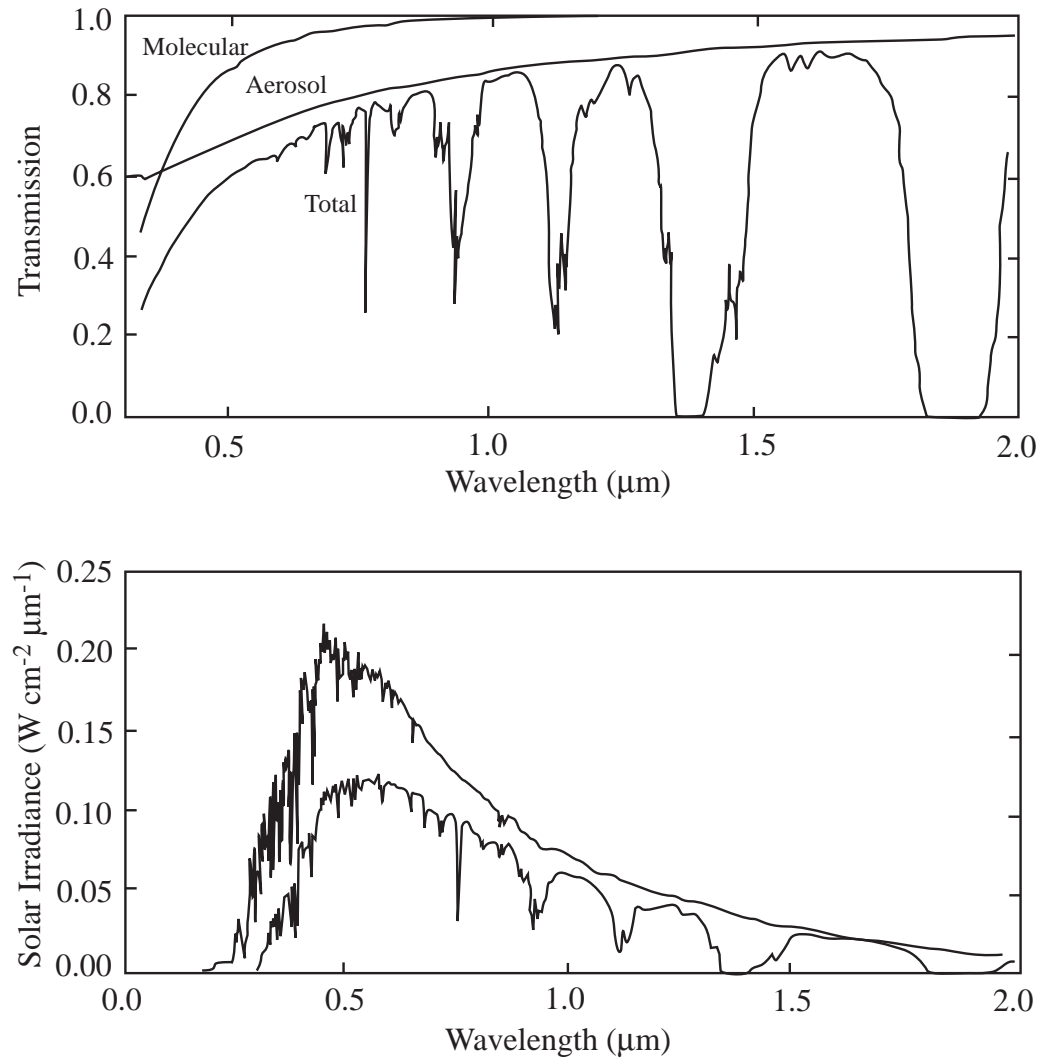 1.0
Molecular
Aerosol
0.8
0.6
Total
0.4
0.2
0.0
Transmission
0.5 1.0 1.5 2.0
Wavelength (μm)
0.25
0.20
0.15
0.10
0.05
0.00
Solar Irradiance (W cm-2 μm-1)
0.0 0.5 1.0 1.5 2.0
Wavelength (μm)